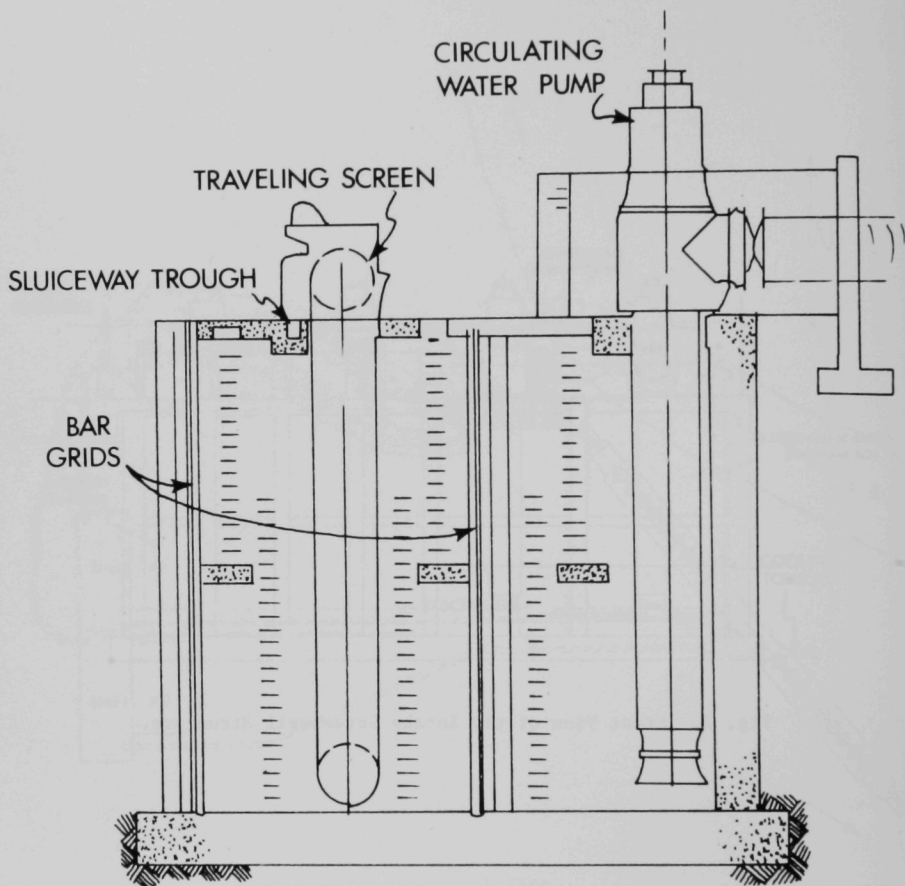 CIRCULATING
WATER PUMP
TRAVELING SCREEN
SLUICEWAY TROUGH
BAR
GRIDS